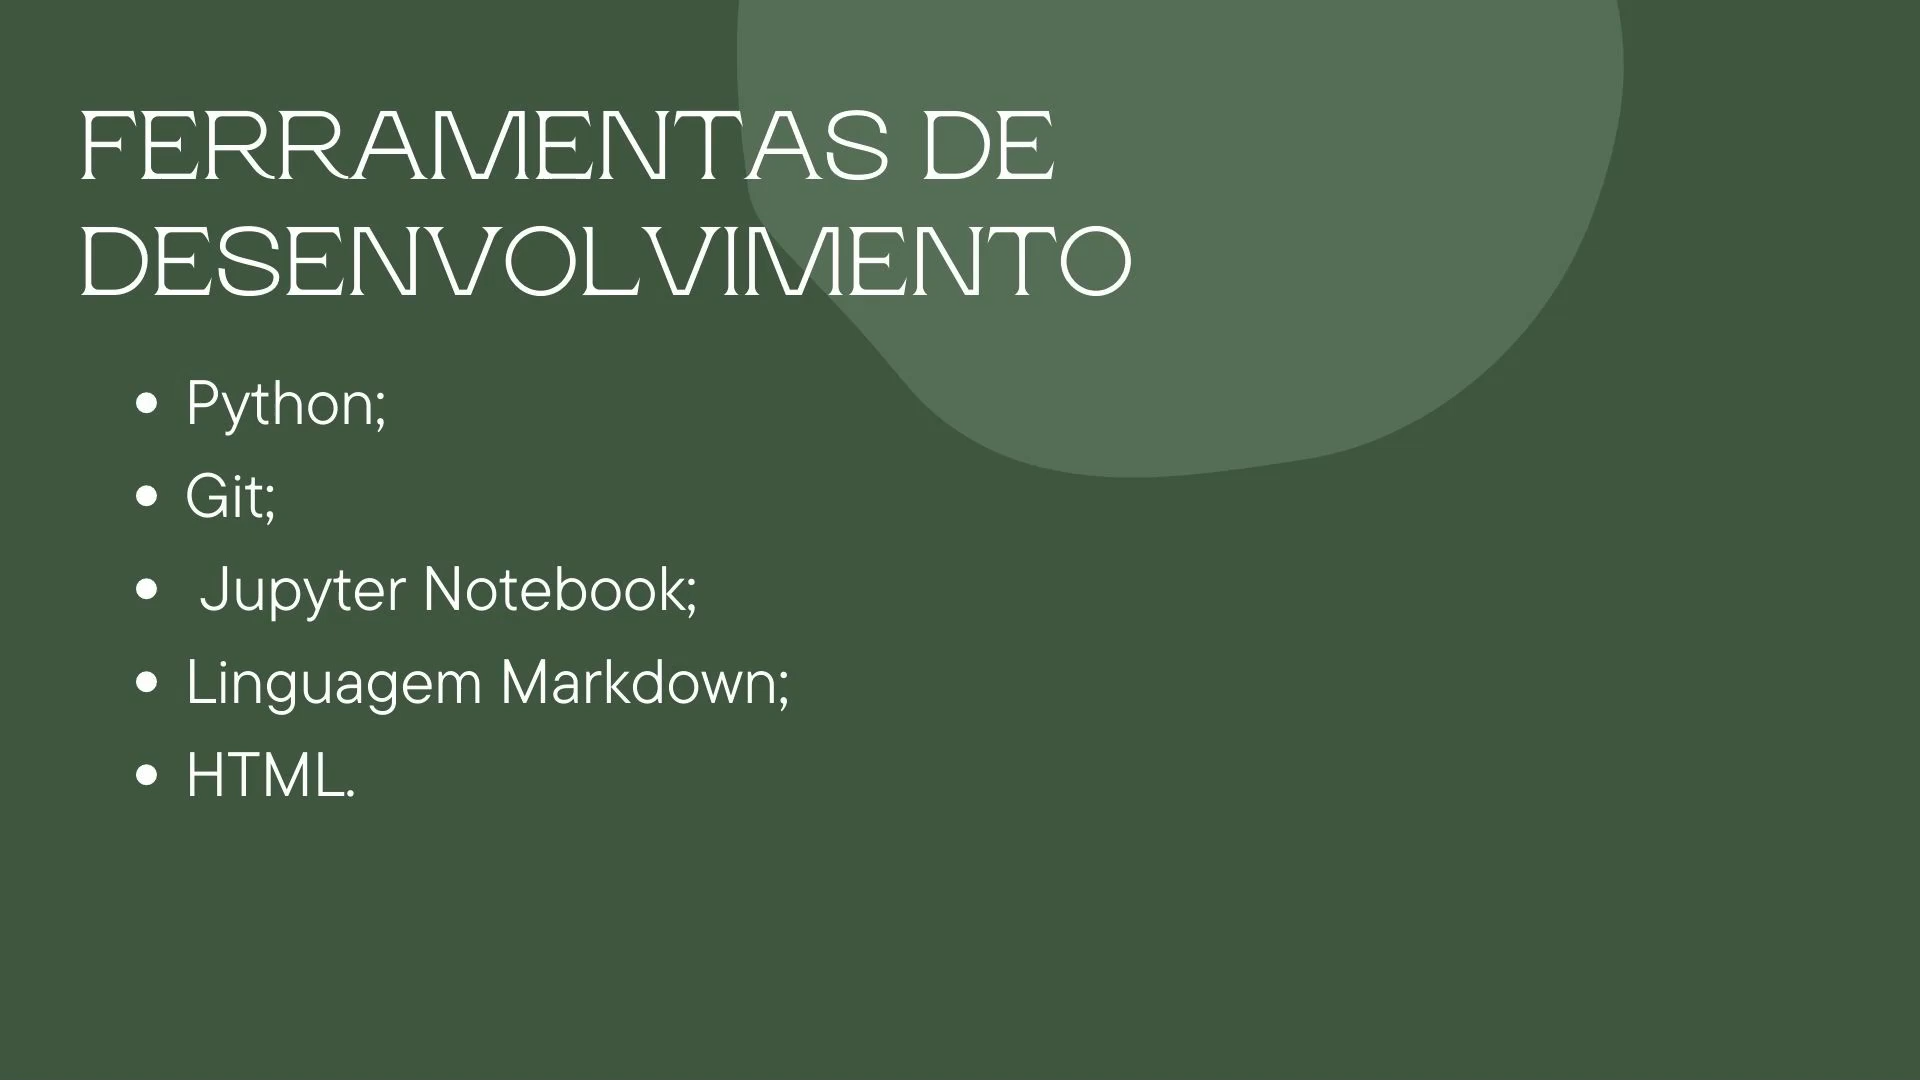 FERRAMENTAS DE
DESENVOLVIMENTO
• Python;
• Git;
• Jupyter Notebook;
• Linguagem Markdown;
• HTML.